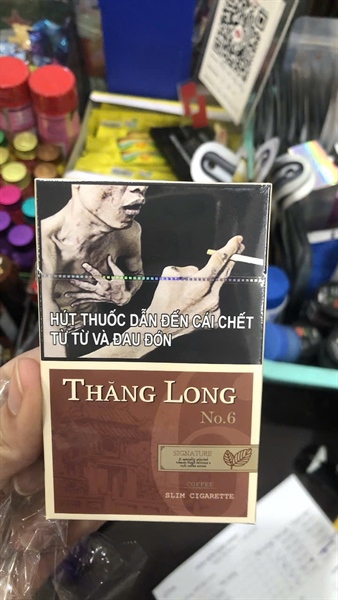 HÚT THUỐC DẪN ĐẾN CÁI CHẾT
TỪ TỪ VÀ ĐAU ĐỚN
THĂNG LONG
No.6
SIGNATURE
COFFEE
SLIM CIGARETTE